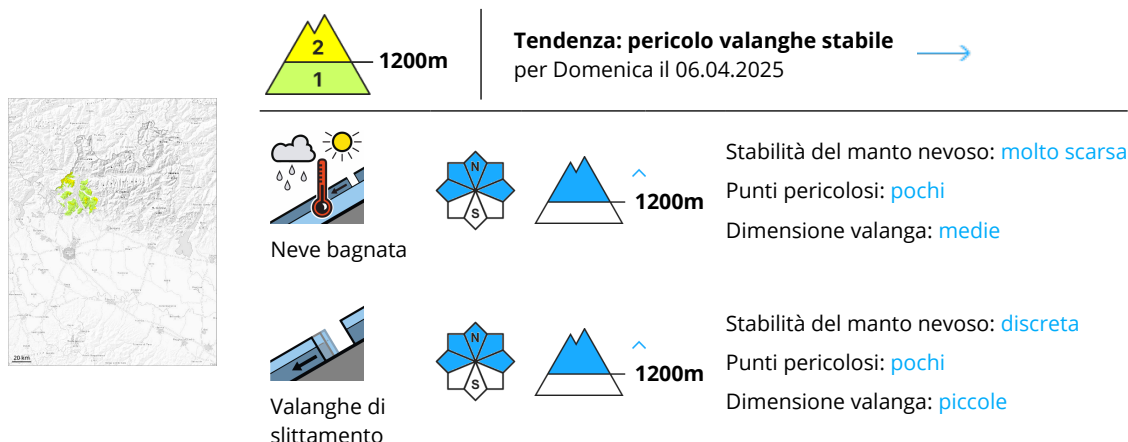 2
1
1200m
Tendenza: pericolo valanghe stabile
per Domenica il 06.04.2025
20 km
Neve bagnata
N
S
1200m
Stabilità del manto nevoso: molto scarsa
Punti pericolosi: pochi
Dimensione valanga: medie
Valanghe di
slittamento
N
S
1200m
Stabilità del manto nevoso: discreta
Punti pericolosi: pochi
Dimensione valanga: piccole